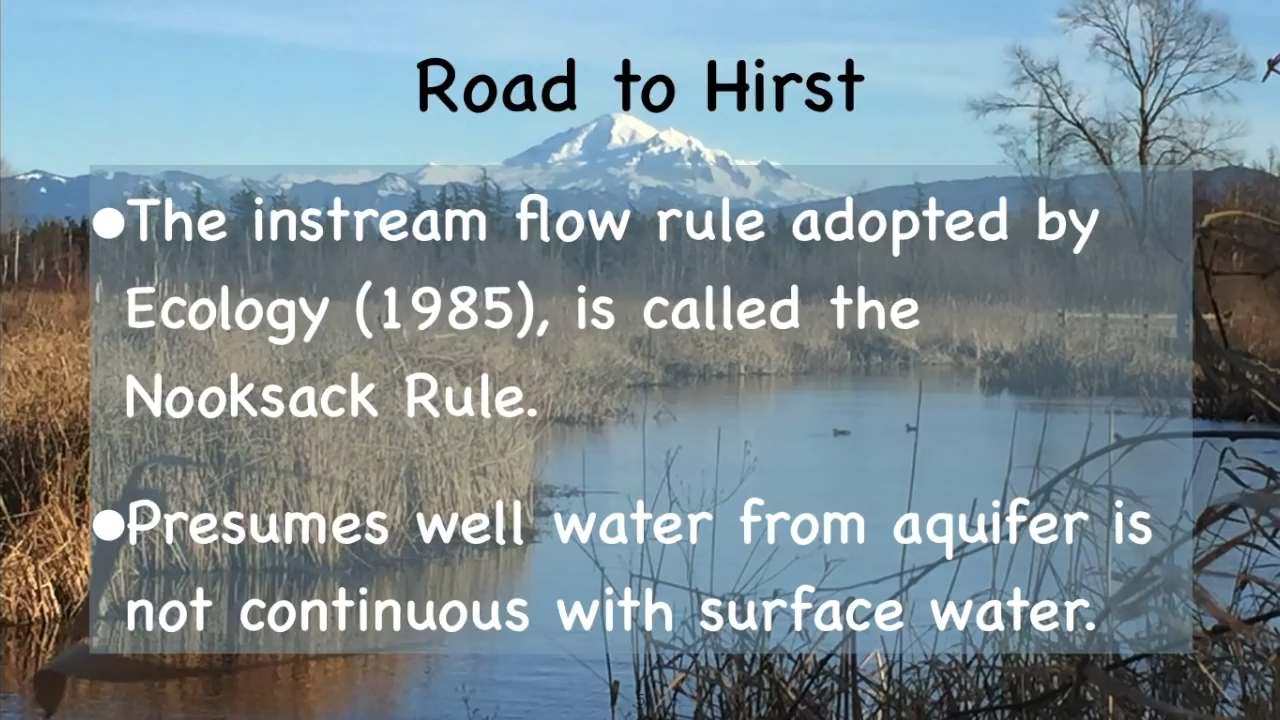 Road to Hirst
●The instream flow rule adopted by
Ecology (1985), is called the
Nooksack Rule.
●Presumes well water from aquifer is
not continuous with surface water.